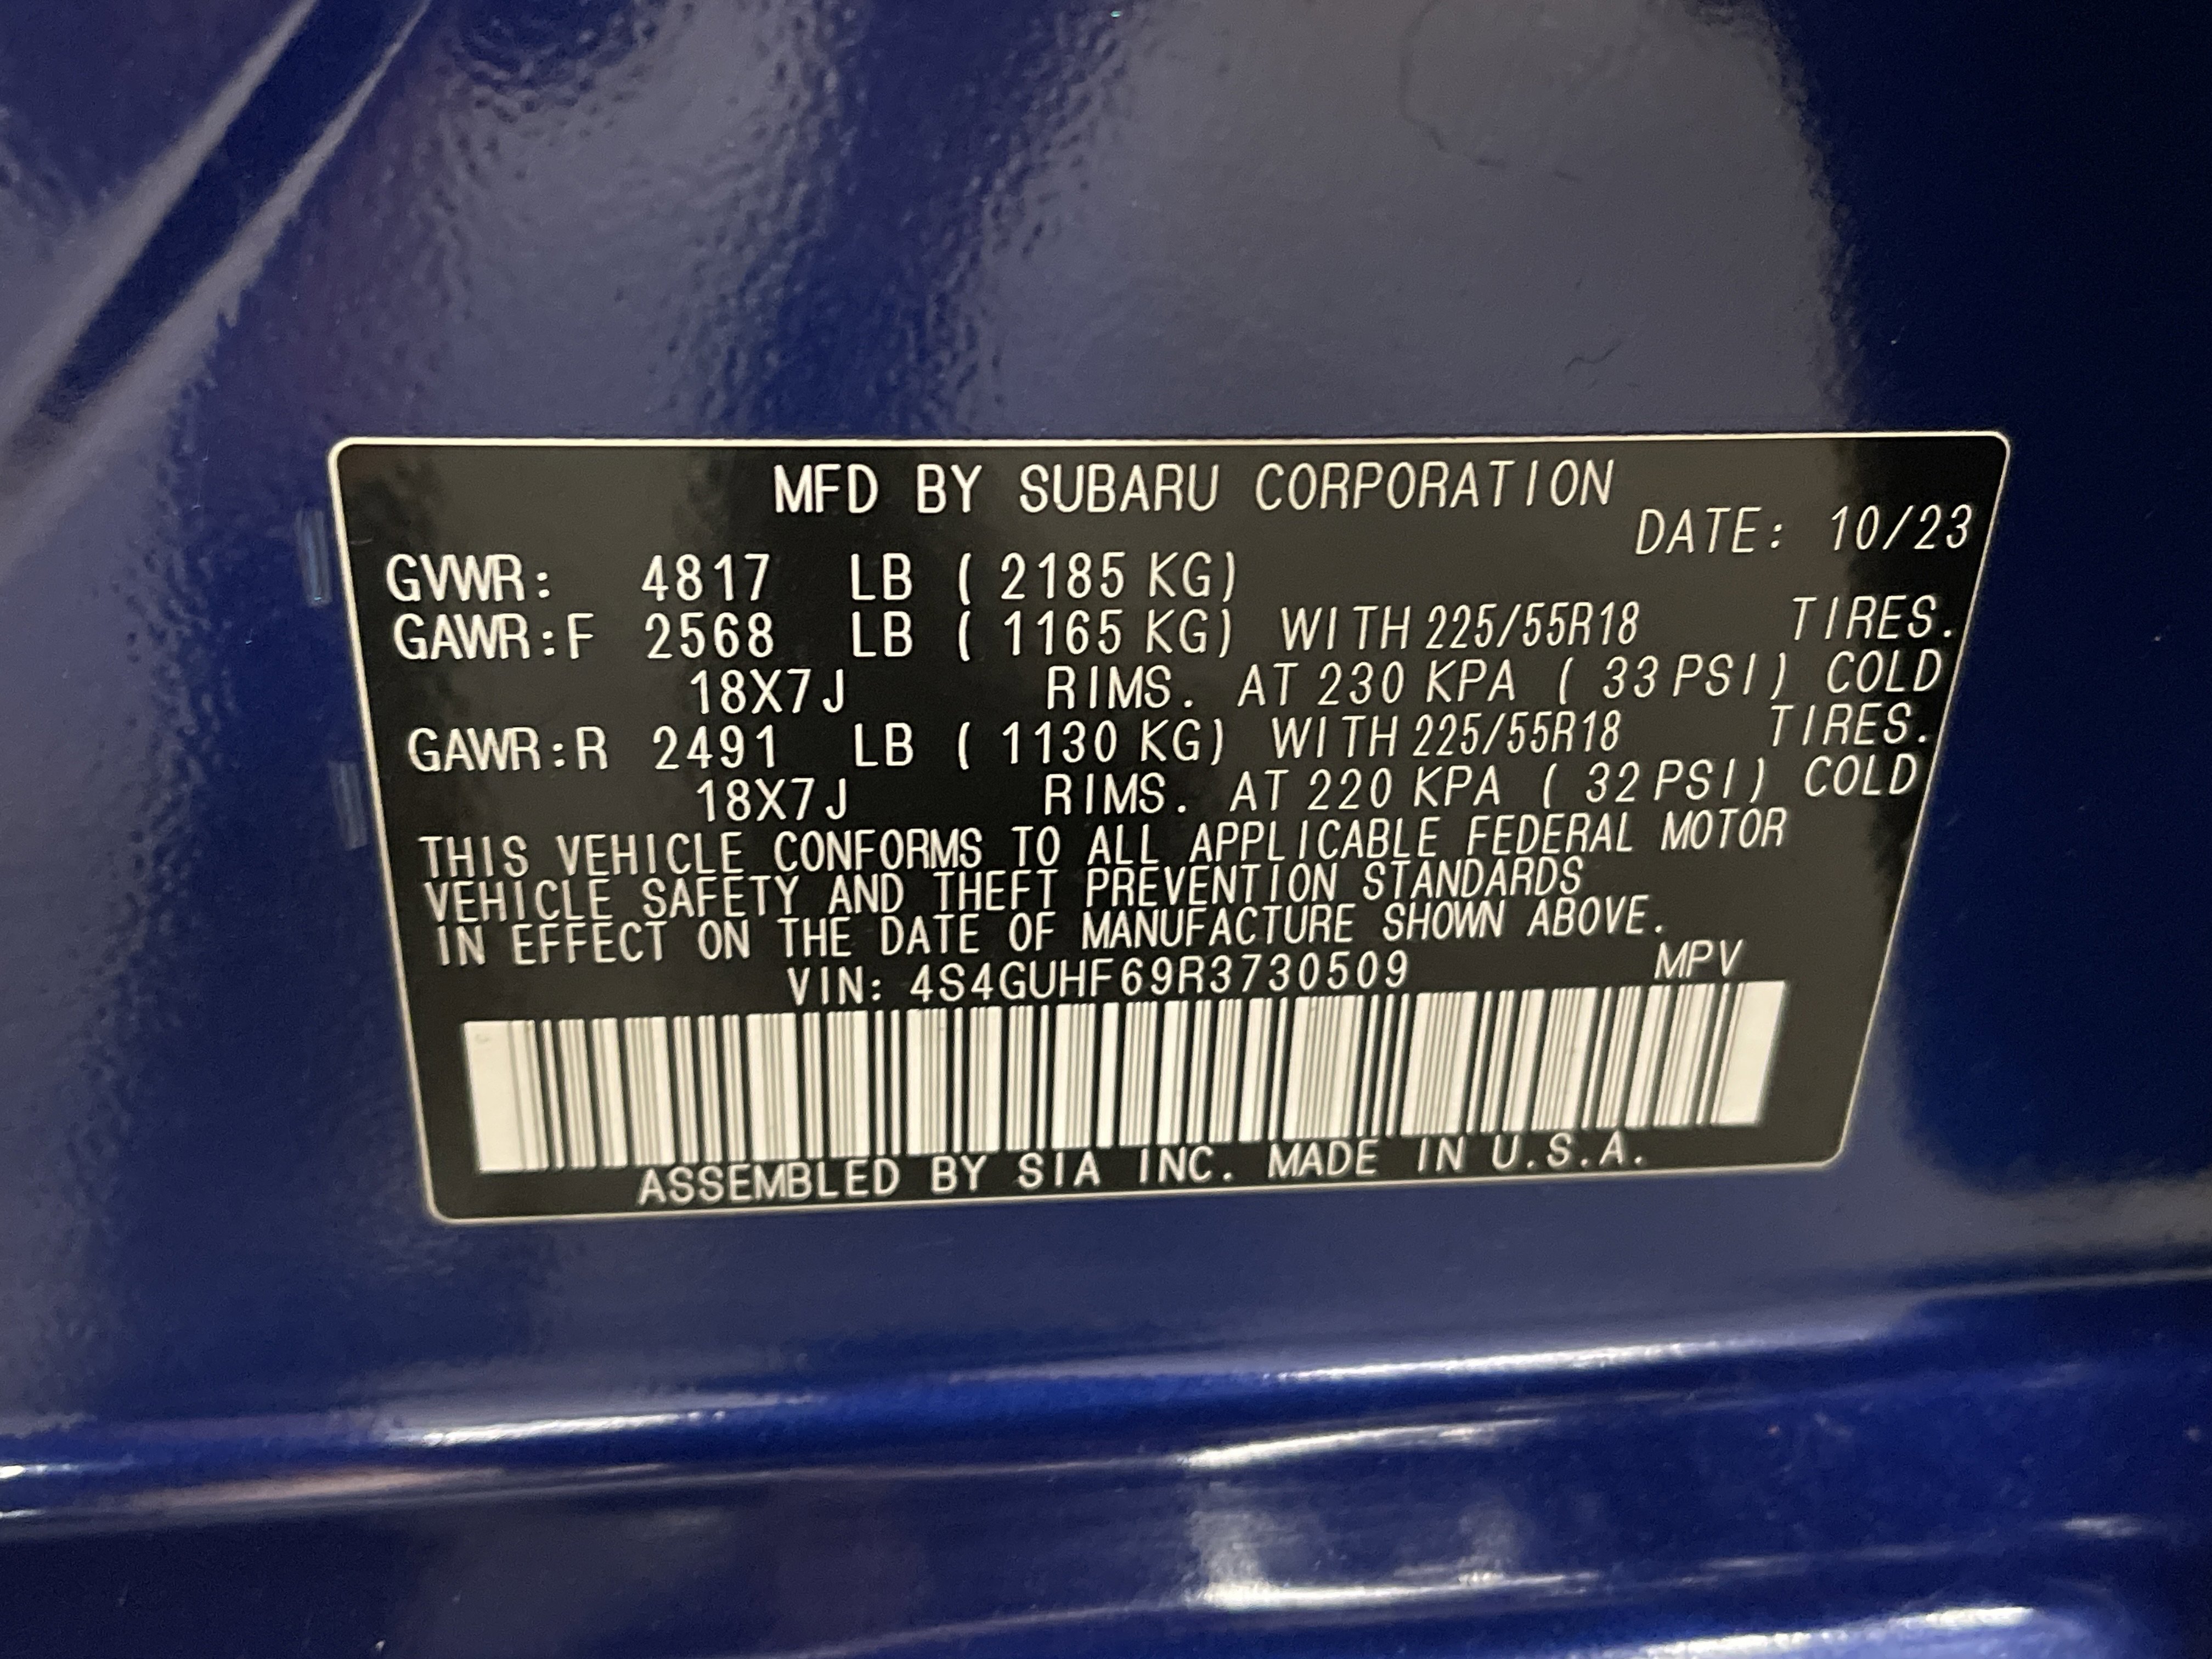 MFD BY SUBARU CORPORATION
DATE: 10/23
GVWR: 4817 LB ( 2185 KG)
GAWR:F 2568 LB ( 1165 KG) WITH 225/55R18 TIRES.
18X7J RIMS. AT 230 KPA ( 33 PSI) COLD
GAWR:R 2491 LB ( 1130 KG) WITH 225/55R18 TIRES.
18X7J RIMS. AT 220 KPA ( 32 PSI) COLD
THIS VEHICLE CONFORMS TO ALL APPLICABLE FEDERAL MOTOR
VEHICLE SAFETY AND THEFT PREVENTION STANDARDS
IN EFFECT ON THE DATE OF MANUFACTURE SHOWN ABOVE.
VIN: 4S4GUHF69R3730509 MPV
ASSEMBLED BY SIA INC. MADE IN U.S.A.